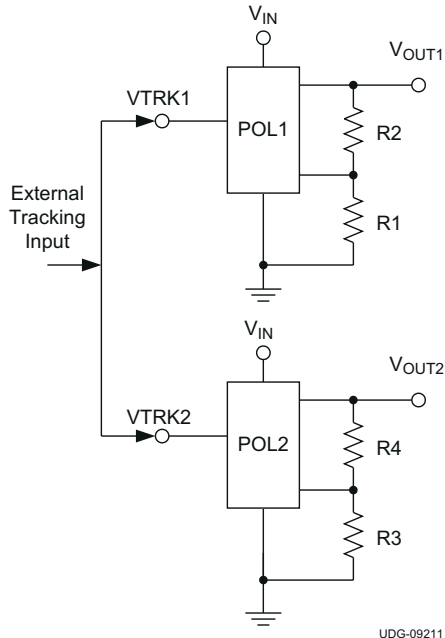 VIN
VOUT1
VTRK1
POL1
R2
R1
External
Tracking
Input
VIN
VOUT2
VTRK2
POL2
R4
R3
UDG-09211